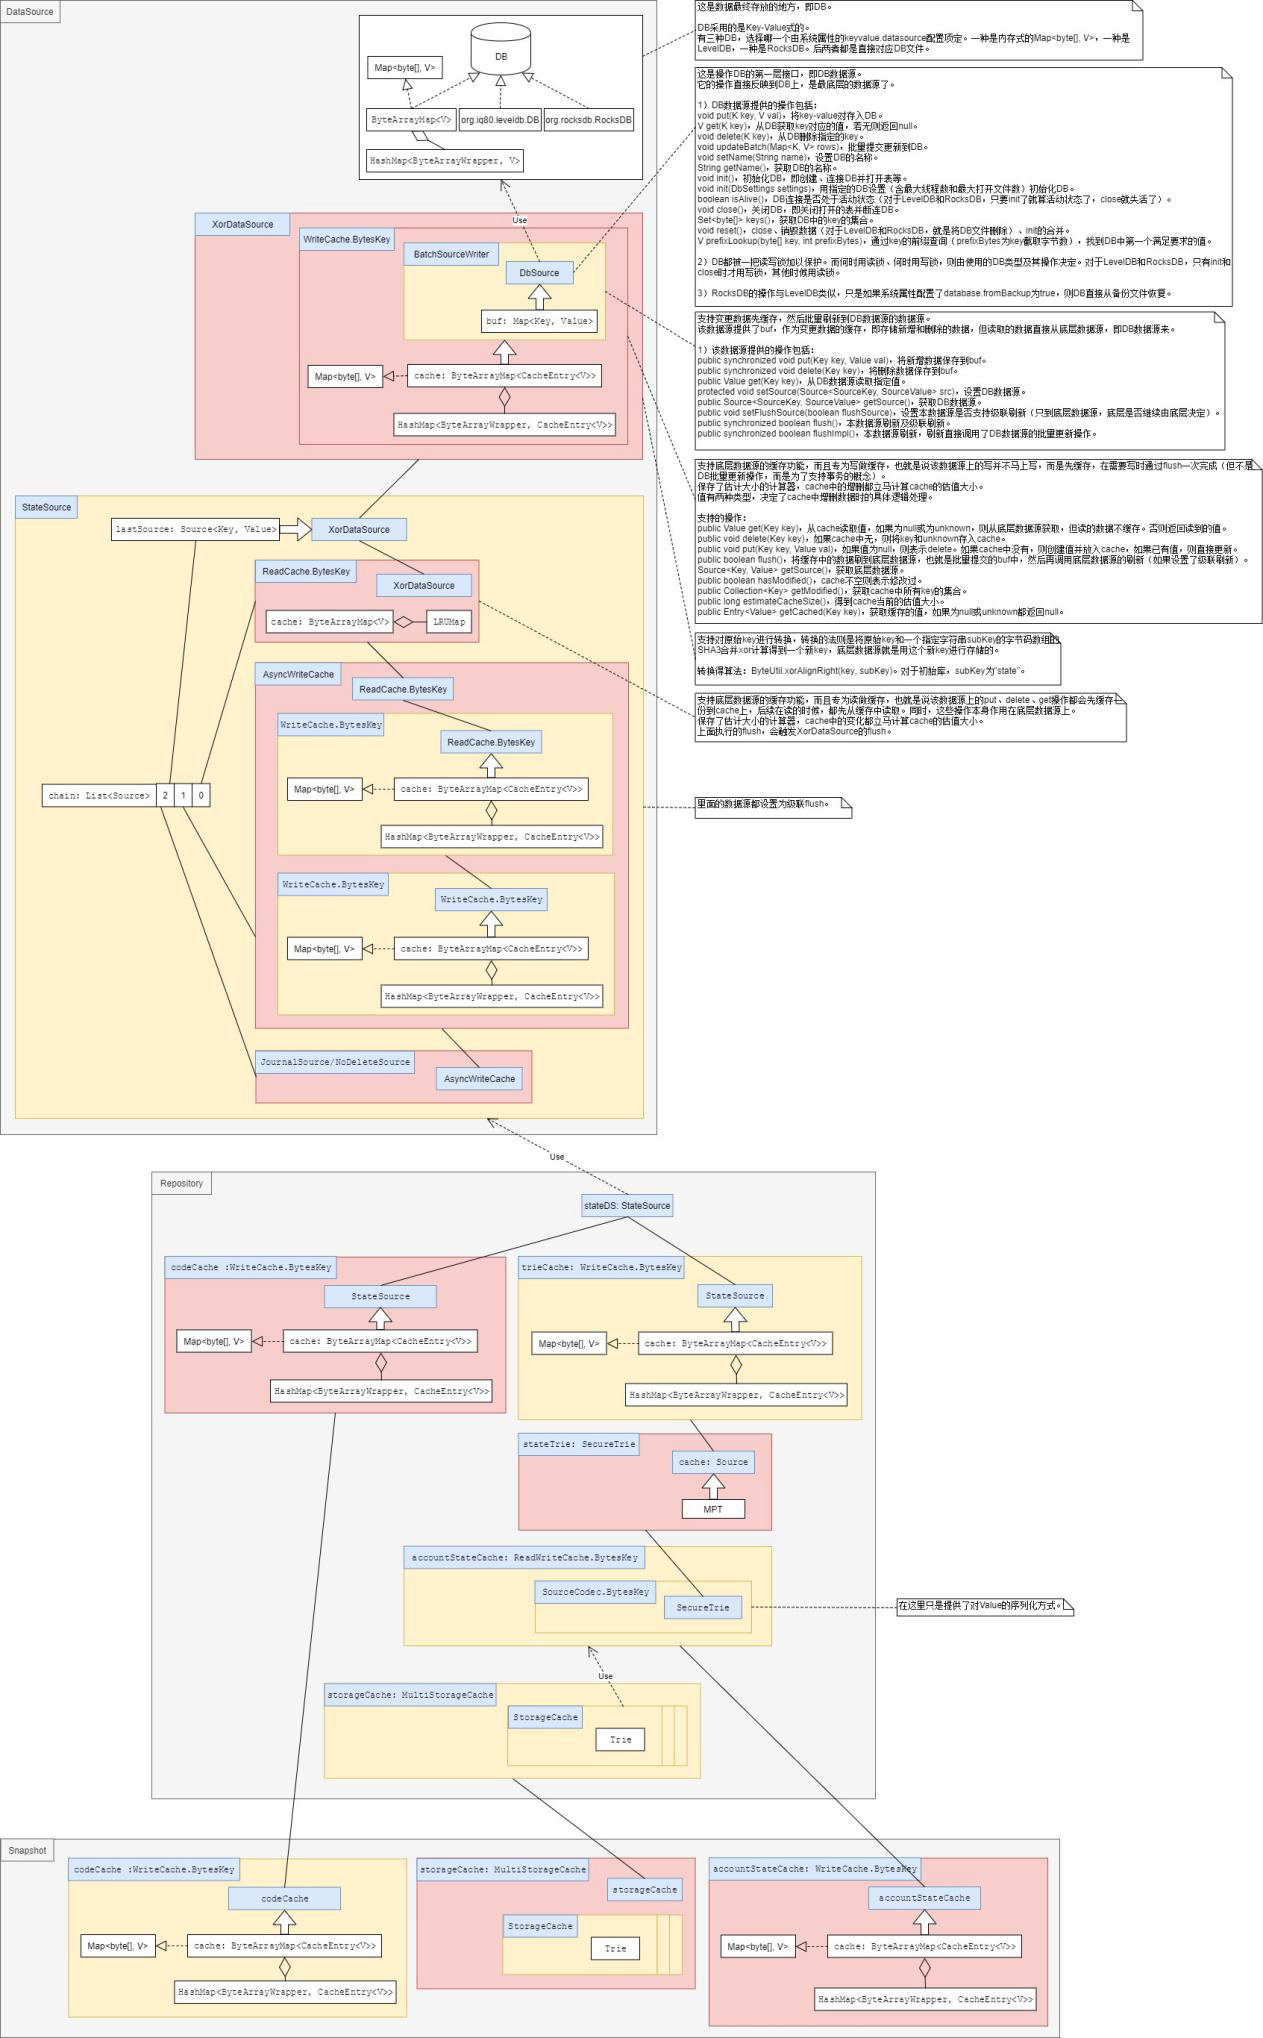 DataSource
DB
Map<byte[], V>
ByteArrayMap<V>
org.iq80.leveldb.DB
org.rocksdb.RocksDB
HashMap<ByteArrayWrapper, V>
Use
XorDataSource
WriteCache.BytesKey
BatchSourceWriter
DbSource
buf: Map<Key, Value>
Map<byte[], V>
cache: ByteArrayMap<CacheEntry<V>>
HashMap<ByteArrayWrapper, CacheEntry<V>>
这是数据最终存放的地方，即DB。
DB采用的是Key-Value式的。
有三种DB，选择哪一个由系统属性的keyvalue.datasource配置项定。一种是内存式的Map<byte[], V>，一种是
LevelDB，一种是RocksDB。后两者都是直接对应DB文件。
这是操作DB的第一层接口，即DB数据源。
它的操作直接反映到DB上，是最底层的数据源了。
1）DB数据源提供的操作包括：
void put(K key, V val)，将key-value对存入DB。
V get(K key)，从DB获取key对应的值，若无则返回null。
void delete(K key)，从DB删除指定的key。
void updateBatch(Map<K, V> rows)，批量提交更新到DB。
void setName(String name)，设置DB的名称。
String getName()，获取DB的名称。
void init()，初始化DB，即创建、连接DB并打开表等。
void init(DbSettings settings)，用指定的DB设置（含最大线程数和最大打开文件数）初始化DB。
boolean isAlive()，DB连接是否处于活动状态（对于LevelDB和RocksDB，只要init了就算活动状态了，close就失活了）。
void close()，关闭DB，即关闭打开的表并断连DB。
Set<byte[]> keys()，获取DB中的key的集合。
void reset()，close、销毁数据（对于LevelDB和RocksDB，就是将DB文件删除）、init的合并。
V prefixLookup(byte[] key, int prefixBytes)，通过key的前缀查询（prefixBytes为key截取字节数），找到DB中第一个满足要求的值。
2）DB都被一把读写锁加以保护。而何时用读锁、何时用写锁，则由使用的DB类型及其操作决定。对于LevelDB和RocksDB，只有init和
close时才用写锁，其他时候用读锁。
3）RocksDB的操作与LevelDB类似，只是如果系统属性配置了database.fromBackup为true，则DB直接从备份文件恢复。
支持变更数据先缓存，然后批量刷新到DB数据源的数据源。
该数据源提供了buf，作为变更数据的缓存，即存储新增和删除的数据，但读取的数据直接从底层数据源，即DB数据源来。
1）该数据源提供的操作包括：
public synchronized void put(Key key, Value val)，将新增数据保存到buf。
public synchronized void delete(Key key)，将删除数据保存到buf。
public Value get(Key key)，从DB数据源读取指定值。
protected void setSource(Source<SourceKey, SourceValue> src)，设置DB数据源。
public Source<SourceKey, SourceValue> getSource()，获取DB数据源。
public void setFlushSource(boolean flushSource)，设置本数据源是否支持级联刷新（只到底层数据源，底层是否继续由底层决定）。
public synchronized boolean flush()，本数据源刷新及级联刷新。
public synchronized boolean flushImpl()，本数据源刷新，刷新直接调用了DB数据源的批量更新操作。
支持底层数据源的缓存功能，而且专为写做缓存，也就是说该数据源上的写并不马上写，而是先缓存，在需要写时通过flush一次完成（但不是
DB批量更新操作，而是为了支持事务的概念）。
保存了估计大小的计算器，cache中的增删都立马计算cache的估值大小。
值有两种类型，决定了cache中增删数据时的具体逻辑处理。
支持的操作：
public Value get(Key key)，从cache读取值，如果为null或为unknown，则从底层数据源获取，但读的数据不缓存。否则返回读到的值。
public void delete(Key key)，如果cache中无，则将key和unknown存入cache。
public void put(Key key, Value val)，如果值为null，则表示delete。如果cache中没有，则创建值并放入cache，如果已有值，则直接更新。
public boolean flush()，将缓存中的数据刷到底层数据源，也就是批量提交的buf中，然后再调用底层数据源的刷新（如果设置了级联刷新）。
Source<Key, Value> getSource()，获取底层数据源。
public boolean hasModified()，cache不空则表示修改过。
public Collection<Key> getModified()，获取cache中所有key的集合。
public long estimateCacheSize()，得到cache当前的估值大小。
public Entry<Value> getCached(Key key)，获取缓存的值，如果为null或unknown都返回null。
支持对原始key进行转换，转换的法则是将原始key和一个指定字符串subKey的字节码数组的
SHA3合并xor计算得到一个新key，底层数据源就是用这个新key进行存储的。
转换得算法：ByteUtil.xorAlignRight(key, subKey)。对于初始库，subKey为"state"。
支持底层数据源的缓存功能，而且专为读做缓存，也就是说该数据源上的put、delete、get操作都会先缓存一
份到cache上，后续在读的时候，都先从缓存中读取。同时，这些操作本身作用在底层数据源上。
保存了估计大小的计算器，cache中的变化都立马计算cache的估值大小。
上面执行的flush，会触发XorDataSource的flush。
里面的数据源都设置为级联flush。
StateSource
lastSource: Source<Key, Value>
XorDataSource
ReadCache.BytesKey
XorDataSource
cache: ByteArrayMap<V>
LRUMap
AsyncWriteCache
ReadCache.BytesKey
WriteCache.BytesKey
ReadCache.BytesKey
Map<byte[], V>
cache: ByteArrayMap<CacheEntry<V>>
HashMap<ByteArrayWrapper, CacheEntry<V>>
chain: List<Source>
2
1
0
WriteCache.BytesKey
WriteCache.BytesKey
Map<byte[], V>
cache: ByteArrayMap<CacheEntry<V>>
HashMap<ByteArrayWrapper, CacheEntry<V>>
JournalSource/NoDeleteSource
AsyncWriteCache
Use
Repository
stateDS: StateSource
codeCache :WriteCache.BytesKey
StateSource
Map<byte[], V>
cache: ByteArrayMap<CacheEntry<V>>
HashMap<ByteArrayWrapper, CacheEntry<V>>
trieCache: WriteCache.BytesKey
StateSource
Map<byte[], V>
cache: ByteArrayMap<CacheEntry<V>>
HashMap<ByteArrayWrapper, CacheEntry<V>>
stateTrie: SecureTrie
cache: Source
MPT
accountStateCache: ReadWriteCache.BytesKey
SourceCodec.BytesKey
SecureTrie
在这里只是提供了对Value的序列化方式。
Use
storageCache: MultiStorageCache
StorageCache
Trie
Snapshot
codeCache :WriteCache.BytesKey
codeCache
Map<byte[], V>
cache: ByteArrayMap<CacheEntry<V>>
HashMap<ByteArrayWrapper, CacheEntry<V>>
storageCache: MultiStorageCache
storageCache
StorageCache
Trie
accountStateCache: WriteCache.BytesKey
accountStateCache
Map<byte[], V>
cache: ByteArrayMap<CacheEntry<V>>
HashMap<ByteArrayWrapper, CacheEntry<V>>